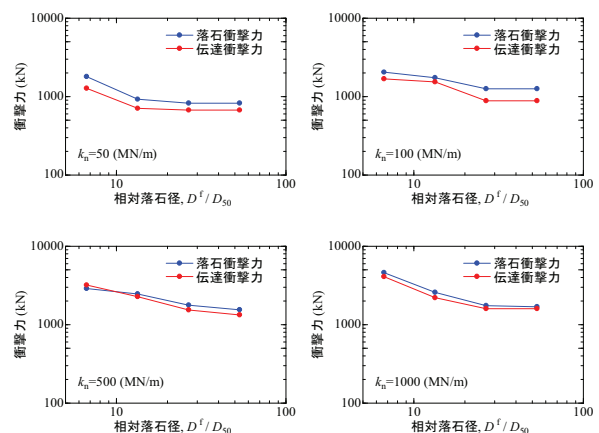 10000
落石衝撃力
伝達衝撃力
衝撃力 (kN)
1000
kn=50 (MN/m)
100
10
100
相対落石径, D^f / D50
10000
落石衝撃力
伝達衝撃力
衝撃力 (kN)
1000
kn=100 (MN/m)
100
10
100
相対落石径, D^f / D50
10000
落石衝撃力
伝達衝撃力
衝撃力 (kN)
1000
kn=500 (MN/m)
100
10
100
相対落石径, D^f / D50
10000
落石衝撃力
伝達衝撃力
衝撃力 (kN)
1000
kn=1000 (MN/m)
100
10
100
相対落石径, D^f / D50